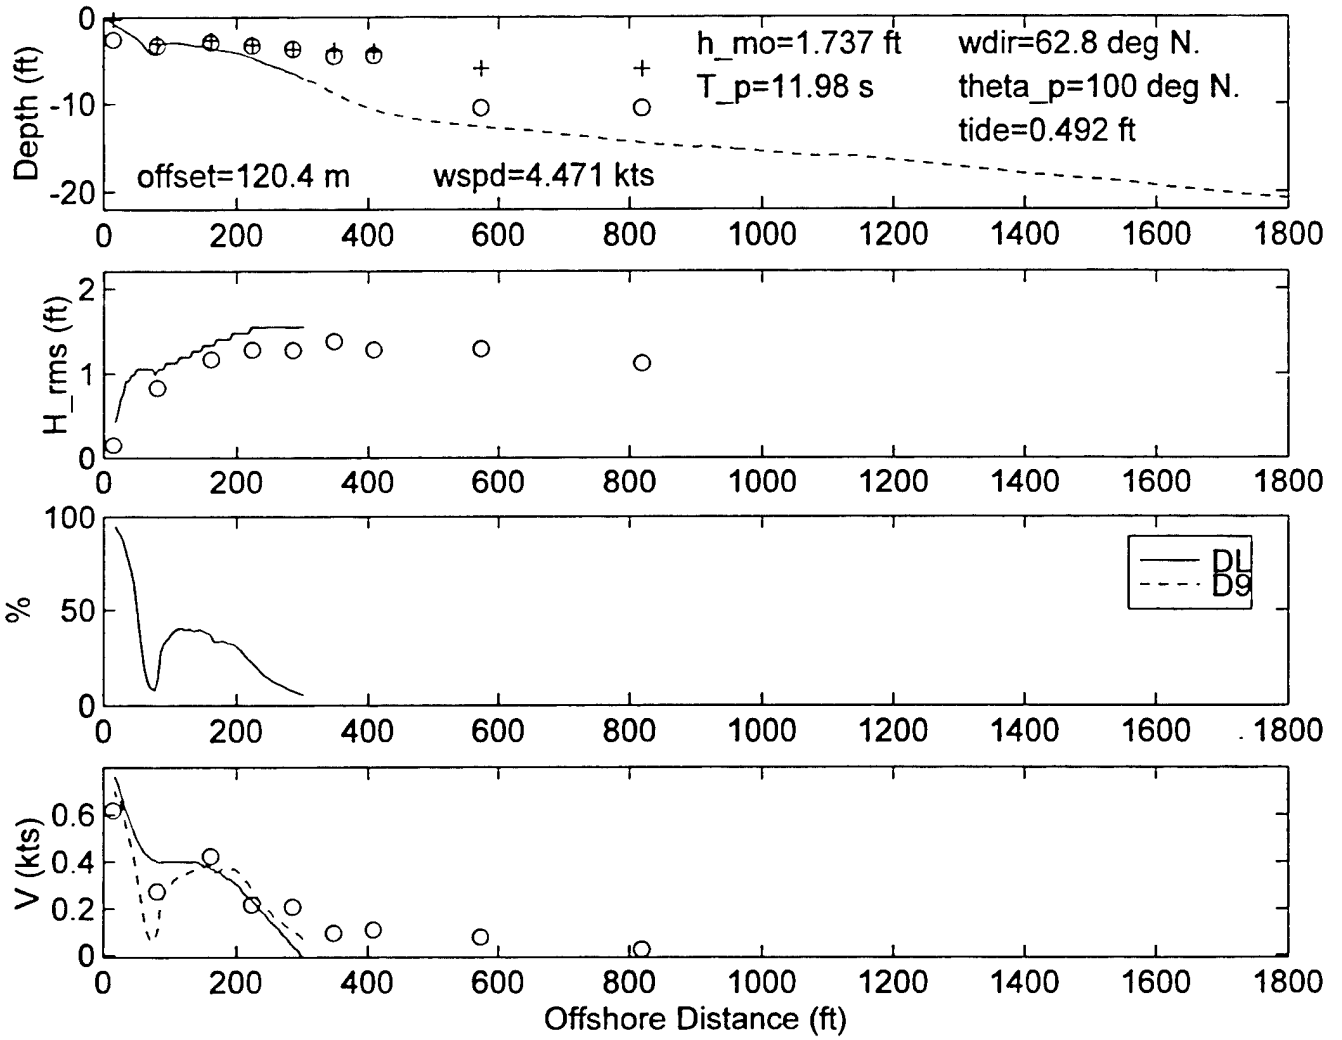 0
-10
-20
Depth (ft)
h_mo=1.737 ft
wdir=62.8 deg N.
T_p=11.98 s
theta_p=100 deg N.
tide=0.492 ft
offset=120.4 m
wspd=4.471 kts
0 200 400 600 800 1000 1200 1400 1600 1800
2
1
0
H_rms (ft)
0 200 400 600 800 1000 1200 1400 1600 1800
100
50
0
%
DL
D9
0 200 400 600 800 1000 1200 1400 1600 1800
0.6
0.4
0.2
0
V (kts)
0 200 400 600 800 1000 1200 1400 1600 1800
Offshore Distance (ft)